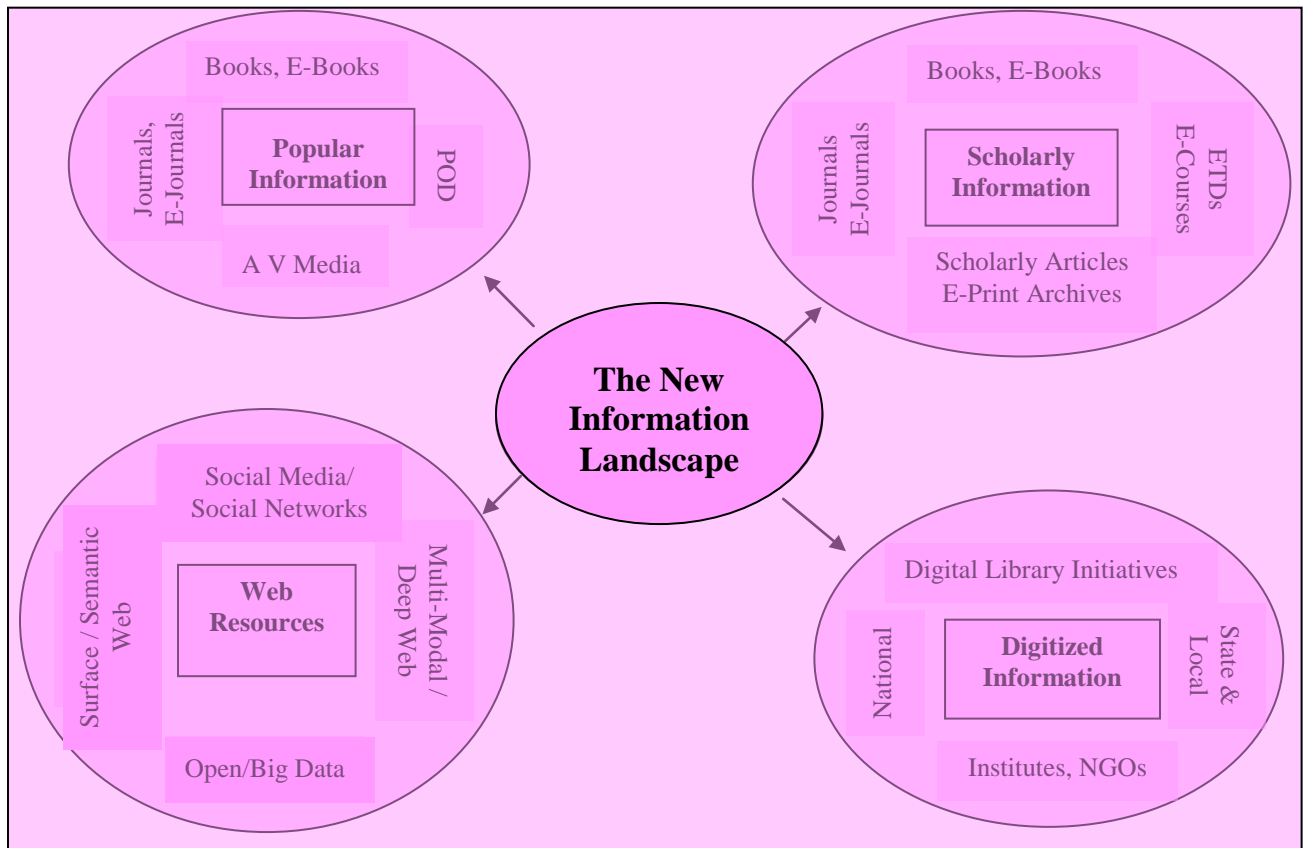 Books, E-Books
Journals,
E-Journals
Popular
Information
POD
A V Media
Books, E-Books
Journals
E-Journals
Scholarly
Information
ETDs
E-Courses
Scholarly Articles
E-Print Archives
The New
Information
Landscape
Social Media/
Social Networks
Surface / Semantic
Web
Web
Resources
Multi-Modal /
Deep Web
Open/Big Data
Digital Library Initiatives
National
Digitized
Information
State &
Local
Institutes, NGOs